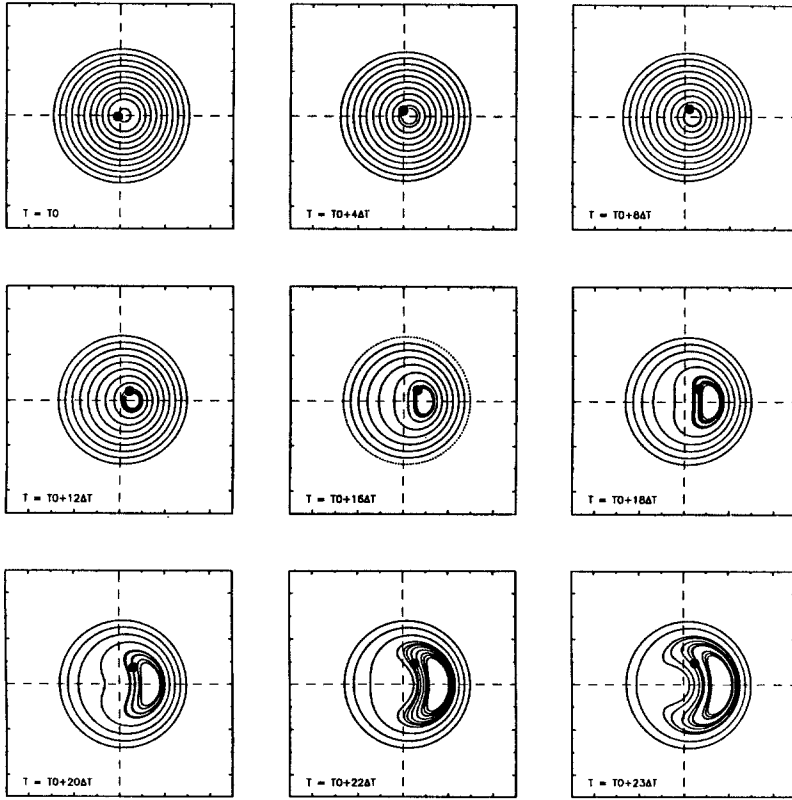 T = T0
T = T0+4ΔT
T = T0+8ΔT
T = T0+12ΔT
T = T0+16ΔT
T = T0+18ΔT
T = T0+20ΔT
T = T0+22ΔT
T = T0+23ΔT